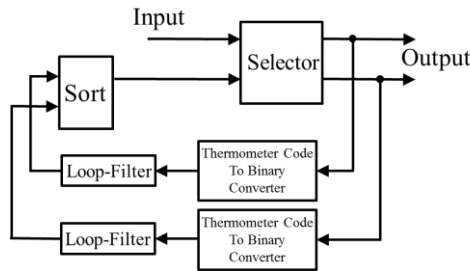 Input
Selector
Output
Sort
Thermometer Code
To Binary
Converter
Loop-Filter
Thermometer Code
To Binary
Converter
Loop-Filter